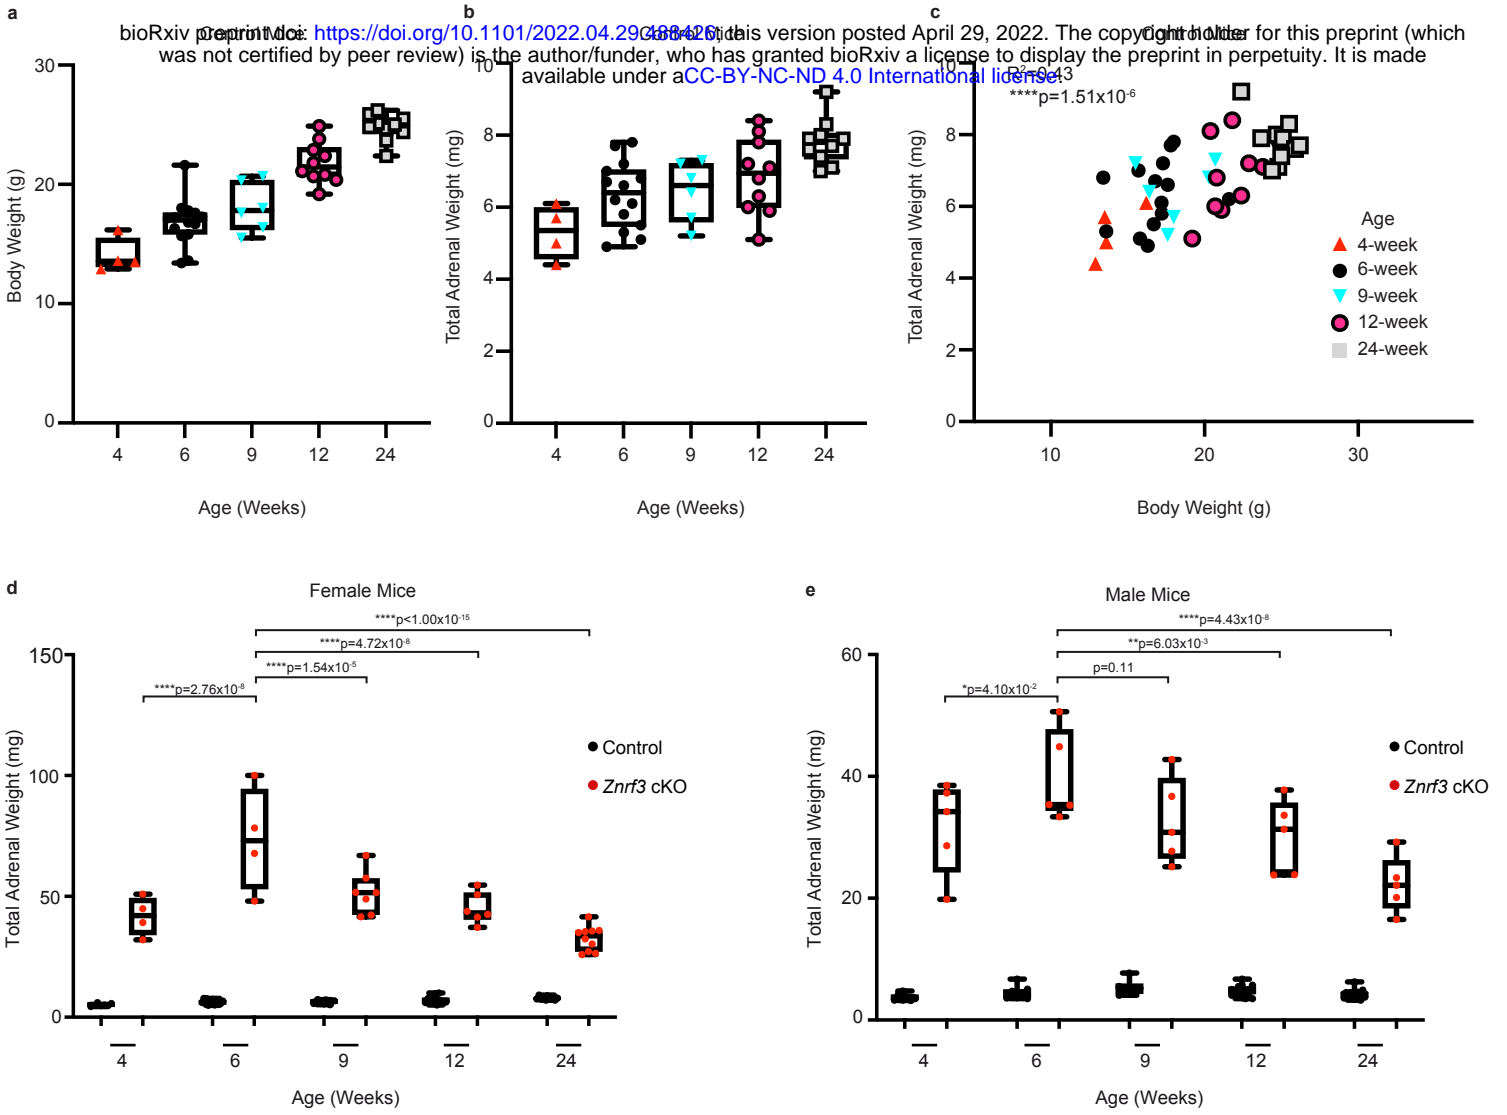 a
b
c
bioRxiv preprint doi: https://doi.org/10.1101/2022.04.29.488426; this version posted April 29, 2022. The copyright holder for this preprint (which
was not certified by peer review) is the author/funder, who has granted bioRxiv a license to display the preprint in perpetuity. It is made
available under aCC-BY-NC-ND 4.0 International license.
Control Mice
Control Mice
Control Mice
Body Weight (g)
30
20
10
0
4
6
9
12
24
Age (Weeks)
Total Adrenal Weight (mg)
10
8
6
4
2
0
4
6
9
12
24
Age (Weeks)
Total Adrenal Weight (mg)
10
8
6
4
2
0
R²=0.43
****p=1.51x10⁻⁶
Age
4-week
6-week
9-week
12-week
24-week
10
20
30
Body Weight (g)
d
Female Mice
****p<1.00x10⁻¹⁵
****p=4.72x10⁻⁸
****p=1.54x10⁻⁵
****p=2.76x10⁻⁸
Total Adrenal Weight (mg)
150
100
50
0
Control
Znrf3 cKO
4
6
9
12
24
Age (Weeks)
e
Male Mice
****p=4.43x10⁻⁸
**p=6.03x10⁻³
p=0.11
*p=4.10x10⁻²
Total Adrenal Weight (mg)
60
40
20
0
Control
Znrf3 cKO
4
6
9
12
24
Age (Weeks)